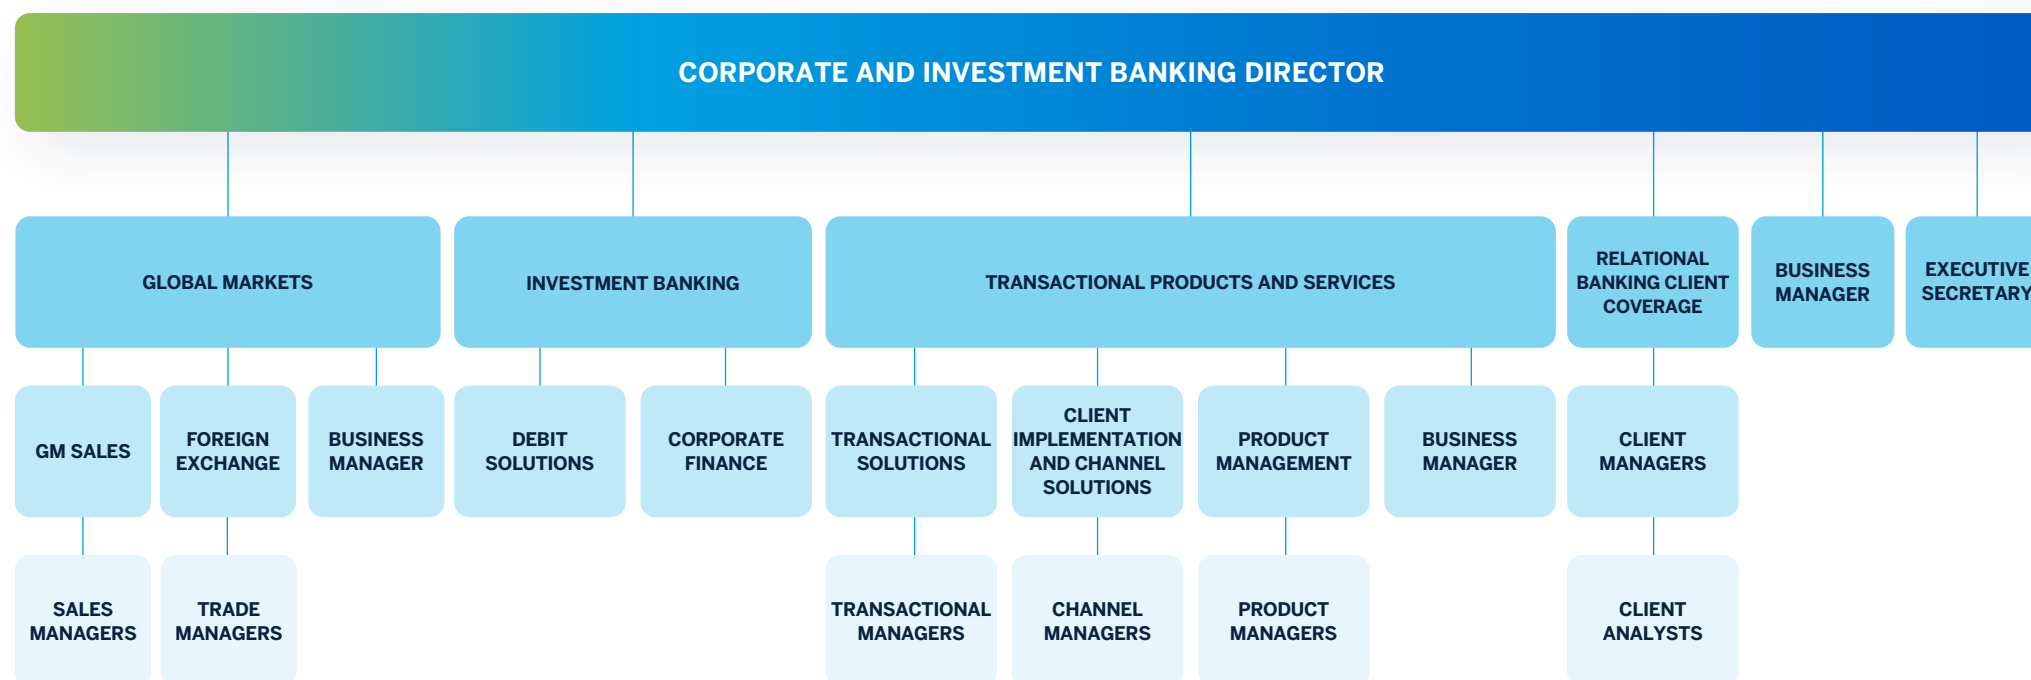 CORPORATE AND INVESTMENT BANKING DIRECTOR
GLOBAL MARKETS
INVESTMENT BANKING
TRANSACTIONAL PRODUCTS AND SERVICES
RELATIONAL
BANKING CLIENT
COVERAGE
BUSINESS
MANAGER
EXECUTIVE
SECRETARY
GM SALES
FOREIGN
EXCHANGE
BUSINESS
MANAGER
DEBIT
SOLUTIONS
CORPORATE
FINANCE
TRANSACTIONAL
SOLUTIONS
CLIENT
IMPLEMENTATION
AND CHANNEL
SOLUTIONS
PRODUCT
MANAGEMENT
BUSINESS
MANAGER
CLIENT
MANAGERS
SALES
MANAGERS
TRADE
MANAGERS
TRANSACTIONAL
MANAGERS
CHANNEL
MANAGERS
PRODUCT
MANAGERS
CLIENT
ANALYSTS